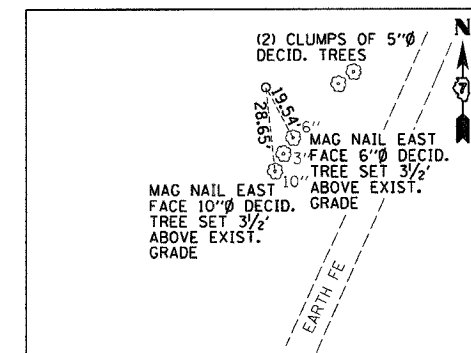 (2) CLUMPS OF 5"Ø
DECID. TREES
N
7
19.54'
28.65'
6"
3"
10"
MAG NAIL EAST
FACE 6"Ø DECID.
TREE SET 3½'
ABOVE EXIST.
GRADE
MAG NAIL EAST
FACE 10"Ø DECID.
TREE SET 3½'
ABOVE EXIST.
GRADE
EARTH FE